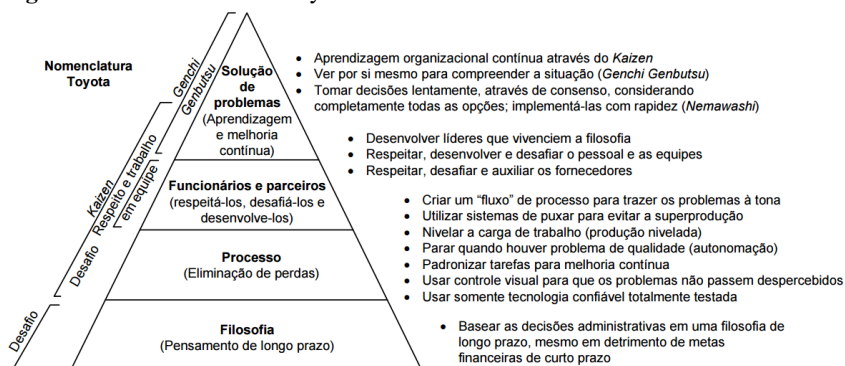 Nomenclatura
Toyota
Genchi
Genbutsu
Kaizen
Respeito e trabalho
em equipe
Desafio
Desafio
Solução
de
problemas
(Aprendizagem
e melhoria
contínua)
• Aprendizagem organizacional contínua através do Kaizen
• Ver por si mesmo para compreender a situação (Genchi Genbutsu)
• Tomar decisões lentamente, através de consenso, considerando
completamente todas as opções; implementá-las com rapidez (Nemawashi)
Funcionários e parceiros
(respeitá-los, desafiá-los e
desenvolve-los)
• Desenvolver líderes que vivenciem a filosofia
• Respeitar, desenvolver e desafiar o pessoal e as equipes
• Respeitar, desafiar e auxiliar os fornecedores
Processo
(Eliminação de perdas)
• Criar um “fluxo” de processo para trazer os problemas à tona
• Utilizar sistemas de puxar para evitar a superprodução
• Nivelar a carga de trabalho (produção nivelada)
• Parar quando houver problema de qualidade (autonomação)
• Padronizar tarefas para melhoria contínua
• Usar controle visual para que os problemas não passem despercebidos
• Usar somente tecnologia confiável totalmente testada
Filosofia
(Pensamento de longo prazo)
• Basear as decisões administrativas em uma filosofia de
longo prazo, mesmo em detrimento de metas
financeiras de curto prazo